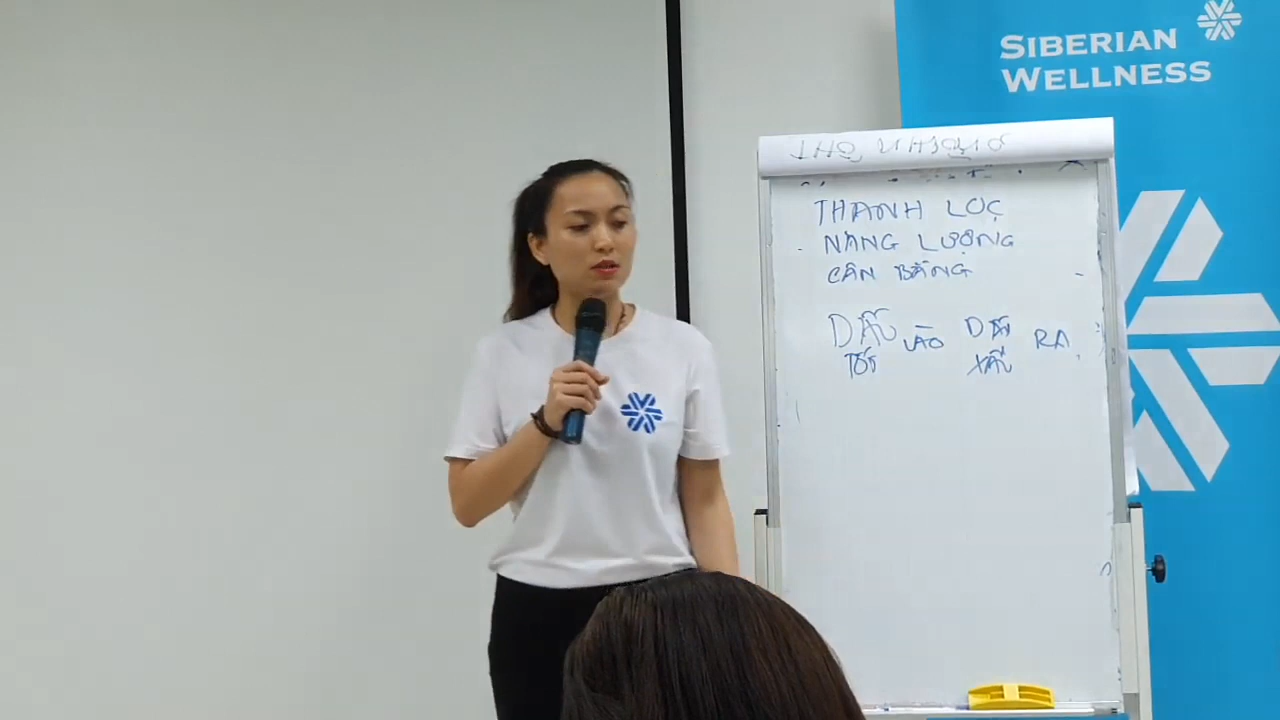 SIBERIAN
WELLNESS
THANH LỌC
NĂNG LƯỢNG
CÂN BẰNG
DẦU VÀO DẦU RA
TỐT XẤU